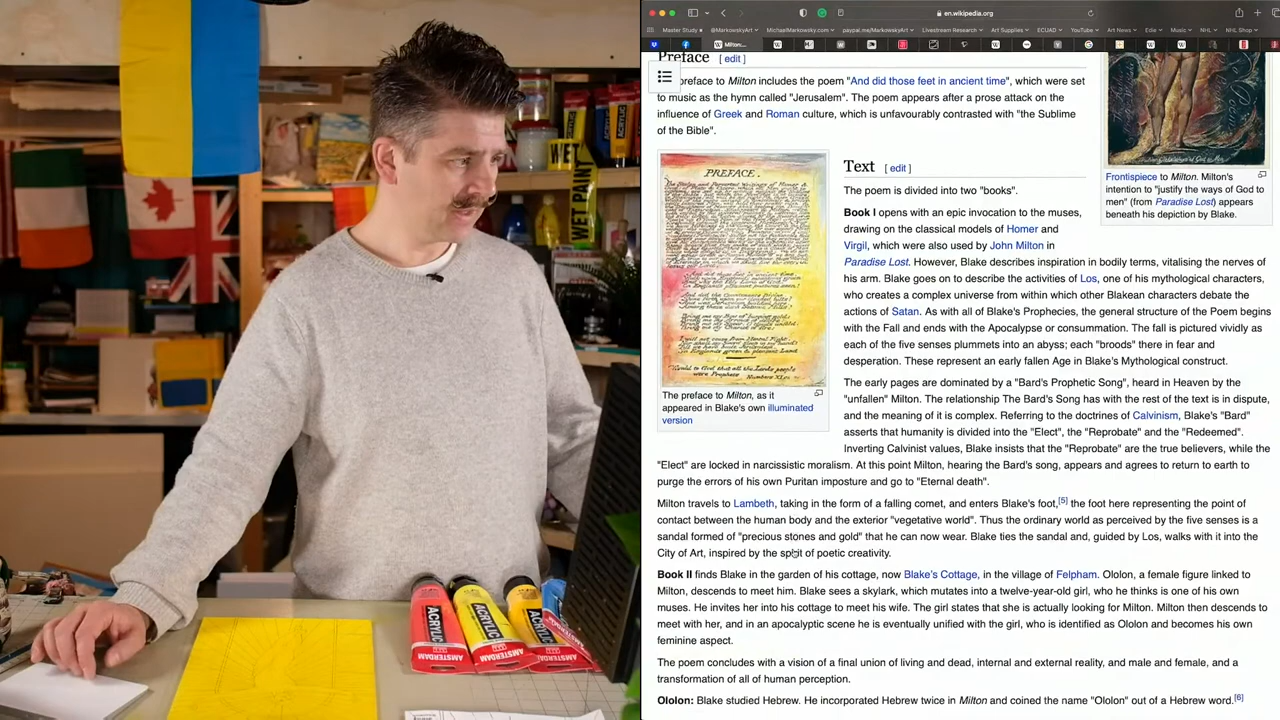 en.wikipedia.org
Master Study
@MarkowskyArt
MichaelMarkowsky.com
paypal.me/MarkowskyArt
Livestream Research
Art Supplies
ECUAD
YouTube
Art News
Edie
Music
NHL
NHL Shop
Milton:...
Preface [ edit ]
preface to Milton includes the poem "And did those feet in ancient time", which were set
to music as the hymn called "Jerusalem". The poem appears after a prose attack on the
influence of Greek and Roman culture, which is unfavourably contrasted with "the Sublime
of the Bible".
Frontispiece to Milton. Milton's
intention to "justify the ways of God to
men" (from Paradise Lost) appears
beneath his depiction by Blake.
PREFACE.
The preface to Milton, as it
appeared in Blake's own illuminated
version
Text [ edit ]
The poem is divided into two "books".
Book I opens with an epic invocation to the muses,
drawing on the classical models of Homer and
Virgil, which were also used by John Milton in
Paradise Lost. However, Blake describes inspiration in bodily terms, vitalising the nerves of
his arm. Blake goes on to describe the activities of Los, one of his mythological characters,
who creates a complex universe from within which other Blakean characters debate the
actions of Satan. As with all of Blake's Prophecies, the general structure of the Poem begins
with the Fall and ends with the Apocalypse or consummation. The fall is pictured vividly as
each of the five senses plummets into an abyss; each "broods" there in fear and
desperation. These represent an early fallen Age in Blake's Mythological construct.
The early pages are dominated by a "Bard's Prophetic Song", heard in Heaven by the
"unfallen" Milton. The relationship The Bard's Song has with the rest of the text is in dispute,
and the meaning of it is complex. Referring to the doctrines of Calvinism, Blake's "Bard"
asserts that humanity is divided into the "Elect", the "Reprobate" and the "Redeemed".
Inverting Calvinist values, Blake insists that the "Reprobate" are the true believers, while the
"Elect" are locked in narcissistic moralism. At this point Milton, hearing the Bard's song, appears and agrees to return to earth to
purge the errors of his own Puritan imposture and go to "Eternal death".
Milton travels to Lambeth, taking in the form of a falling comet, and enters Blake's foot,[5] the foot here representing the point of
contact between the human body and the exterior "vegetative world". Thus the ordinary world as perceived by the five senses is a
sandal formed of "precious stones and gold" that he can now wear. Blake ties the sandal and, guided by Los, walks with it into the
City of Art, inspired by the spirit of poetic creativity.
Book II finds Blake in the garden of his cottage, now Blake's Cottage, in the village of Felpham. Ololon, a female figure linked to
Milton, descends to meet him. Blake sees a skylark, which mutates into a twelve-year-old girl, who he thinks is one of his own
muses. He invites her into his cottage to meet his wife. The girl states that she is actually looking for Milton. Milton then descends to
meet with her, and in an apocalyptic scene he is eventually unified with the girl, who is identified as Ololon and becomes his own
feminine aspect.
The poem concludes with a vision of a final union of living and dead, internal and external reality, and male and female, and a
transformation of all of human perception.
Ololon: Blake studied Hebrew. He incorporated Hebrew twice in Milton and coined the name "Ololon" out of a Hebrew word.[6]
WET
WET PAINT
ACRYLIC
ACRYLIC
ACRYLIC
ACRYLIC
ACRYLIC
AMSTERDAM
AMSTERDAM
AMSTERDAM